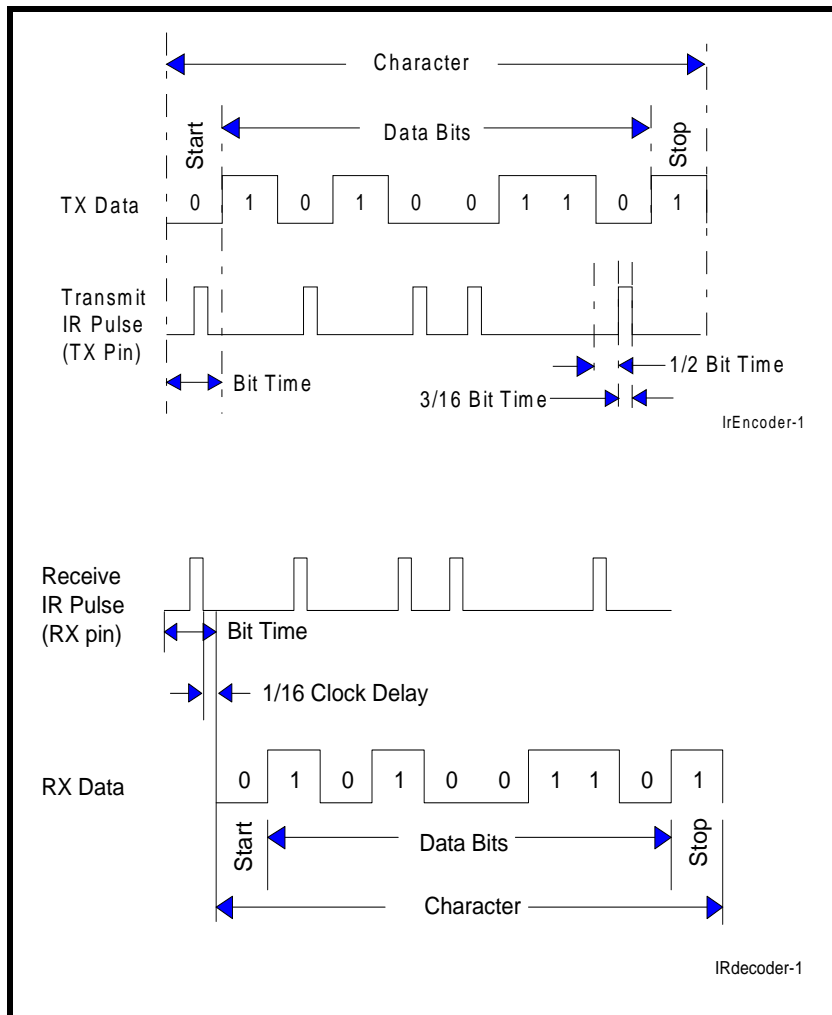 Character
Start
Data Bits
Stop
TX Data
0 1 0 1 0 0 1 1 0 1
Transmit
IR Pulse
(TX Pin)
Bit Time
1/2 Bit Time
3/16 Bit Time
IrEncoder-1
Receive
IR Pulse
(RX pin)
Bit Time
1/16 Clock Delay
RX Data
0 1 0 1 0 0 1 1 0 1
Start
Data Bits
Stop
Character
IRdecoder-1